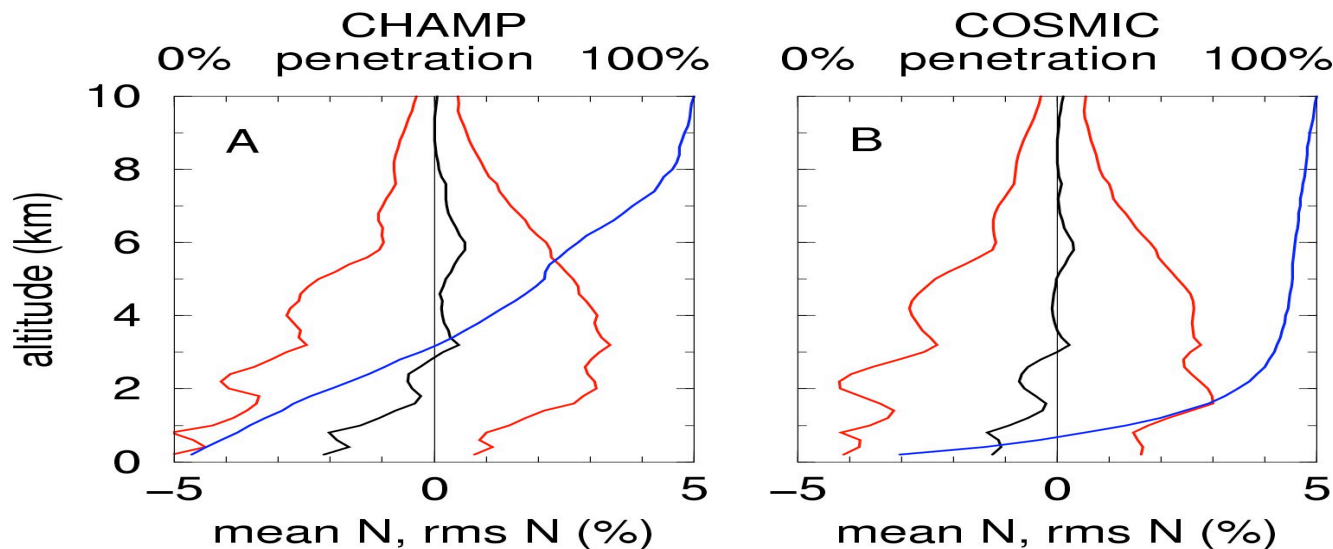 CHAMP
0% penetration 100%
COSMIC
0% penetration 100%
altitude (km)
10
8
6
4
2
0
A
B
−5 0 5
−5 0 5
mean N, rms N (%)
mean N, rms N (%)